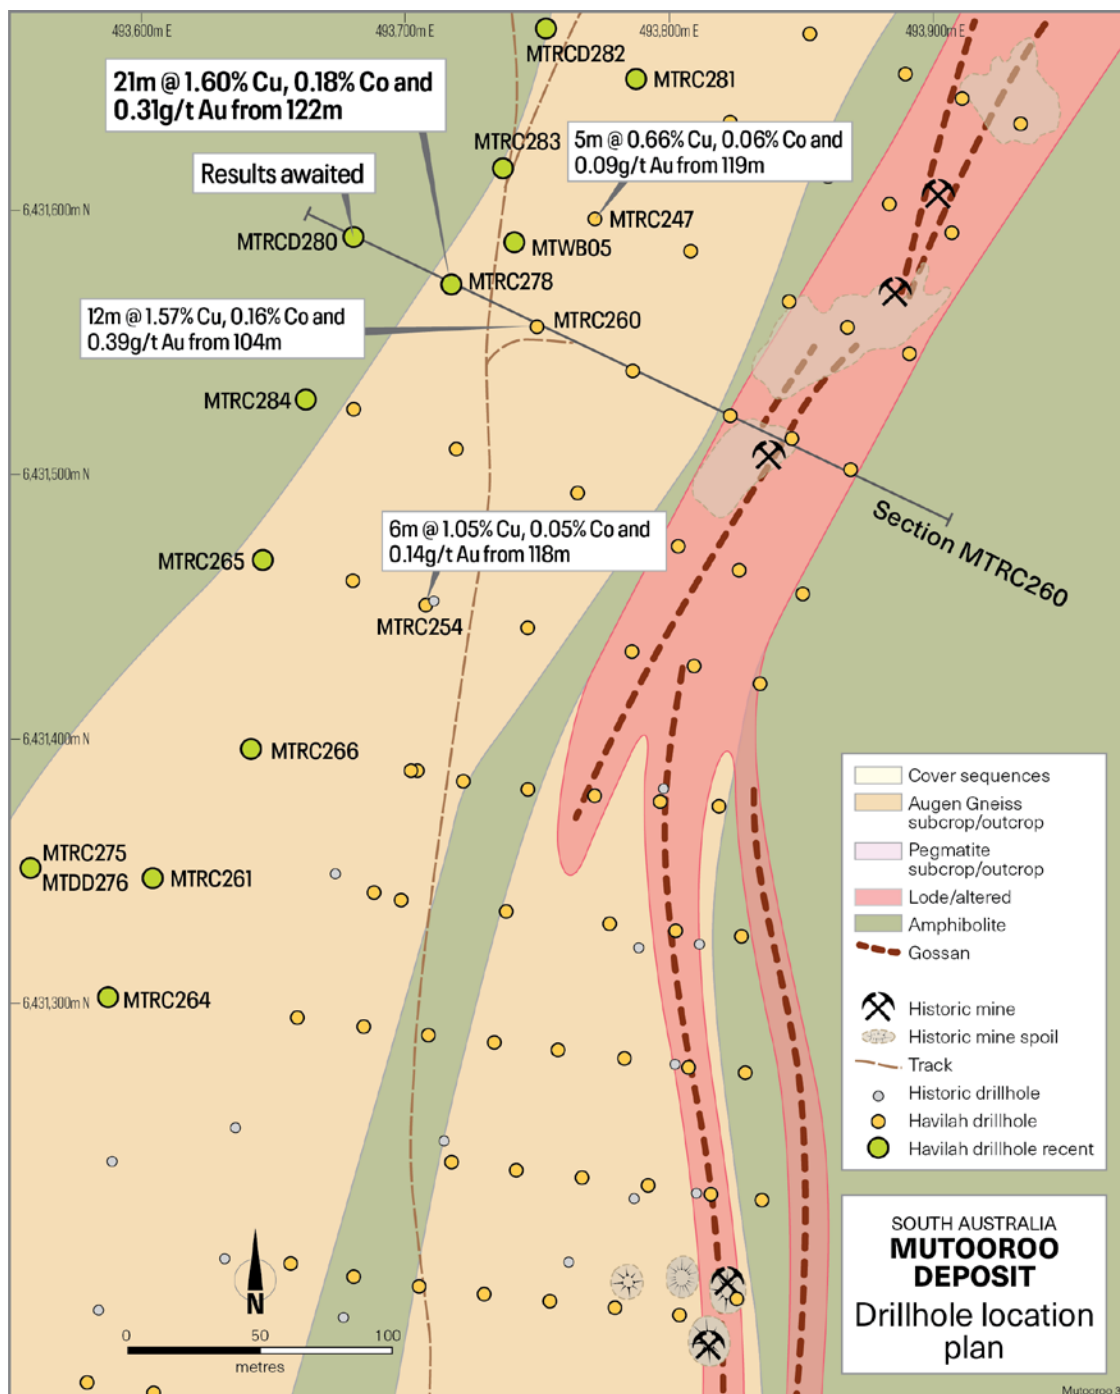 493,600m E
493,700m E
493,800m E
493,900m E
MTRCD282
21m @ 1.60% Cu, 0.18% Co and
0.31g/t Au from 122m
MTRC281
MTRC283
5m @ 0.66% Cu, 0.06% Co and
0.09g/t Au from 119m
Results awaited
6,431,600m N
MTRC247
MTRCD280
MTWB05
MTRC278
12m @ 1.57% Cu, 0.16% Co and
0.39g/t Au from 104m
MTRC260
MTRC284
6,431,500m N
Section MTRC260
6m @ 1.05% Cu, 0.05% Co and
0.14g/t Au from 118m
MTRC265
MTRC254
6,431,400m N
MTRC266
MTRC275
MTDD276
MTRC261
6,431,300m N
MTRC264
Cover sequences
Augen Gneiss
subcrop/outcrop
Pegmatite
subcrop/outcrop
Lode/altered
Amphibolite
Gossan
Historic mine
Historic mine spoil
Track
Historic drillhole
Havilah drillhole
Havilah drillhole recent
N
0
50
100
metres
SOUTH AUSTRALIA
MUTOOROO
DEPOSIT
Drillhole location
plan
Mutooroo